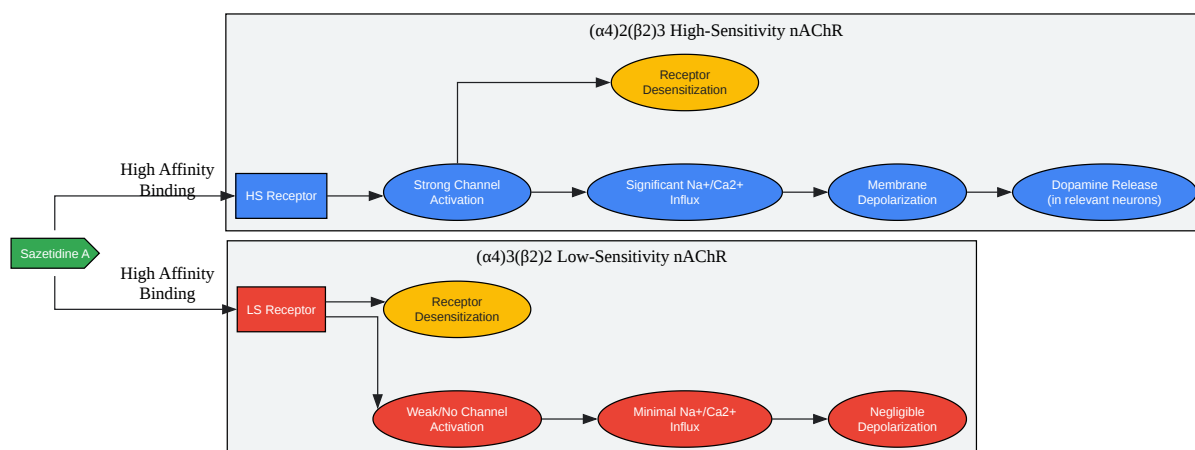 (α4)2(β2)3 High-Sensitivity nAChR
Receptor
Desensitization
High Affinity
Binding
HS Receptor
Strong Channel
Activation
Significant Na+/Ca2+
Influx
Membrane
Depolarization
Dopamine Release
(in relevant neurons)
Sazetidine A
(α4)3(β2)2 Low-Sensitivity nAChR
High Affinity
Binding
LS Receptor
Receptor
Desensitization
Weak/No Channel
Activation
Minimal Na+/Ca2+
Influx
Negligible
Depolarization